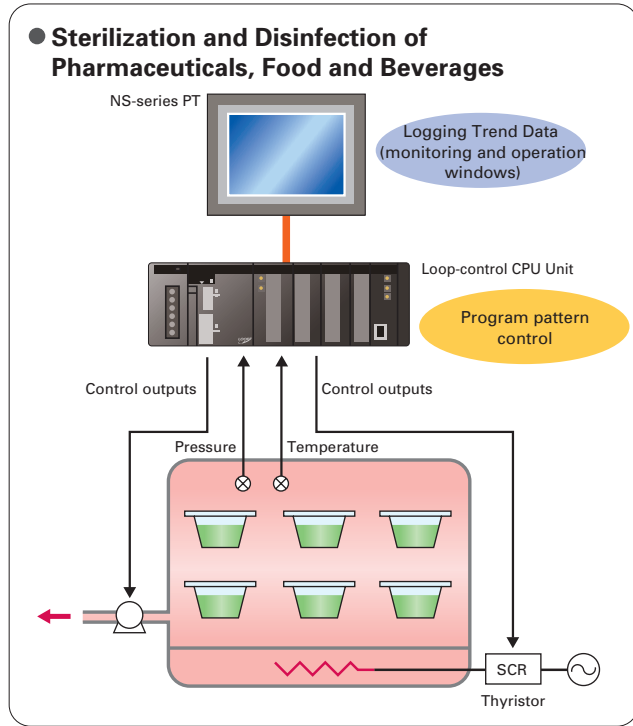 ● Sterilization and Disinfection of
Pharmaceuticals, Food and Beverages
NS-series PT
Logging Trend Data
(monitoring and operation
windows)
Loop-control CPU Unit
Program pattern
control
Control outputs
Control outputs
Pressure
Temperature
SCR
Thyristor